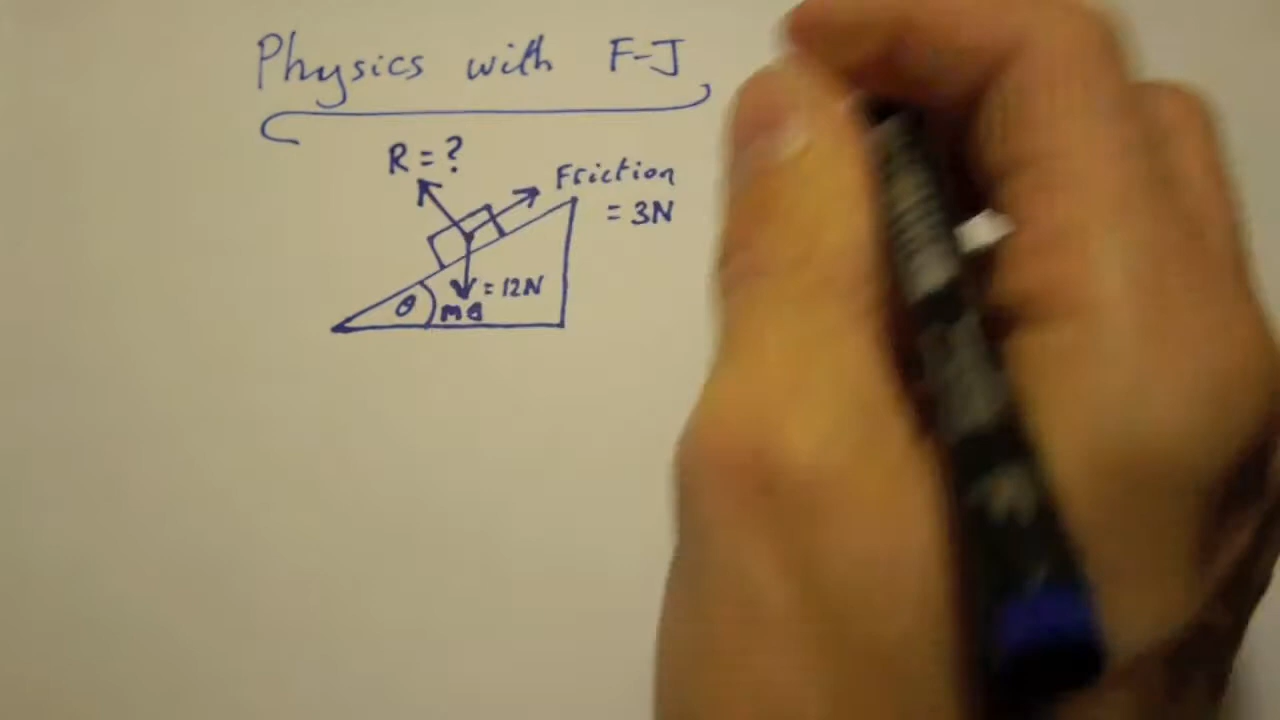 Physics with F-J
R = ?
Friction
= 3N
= 12N
θ
mg